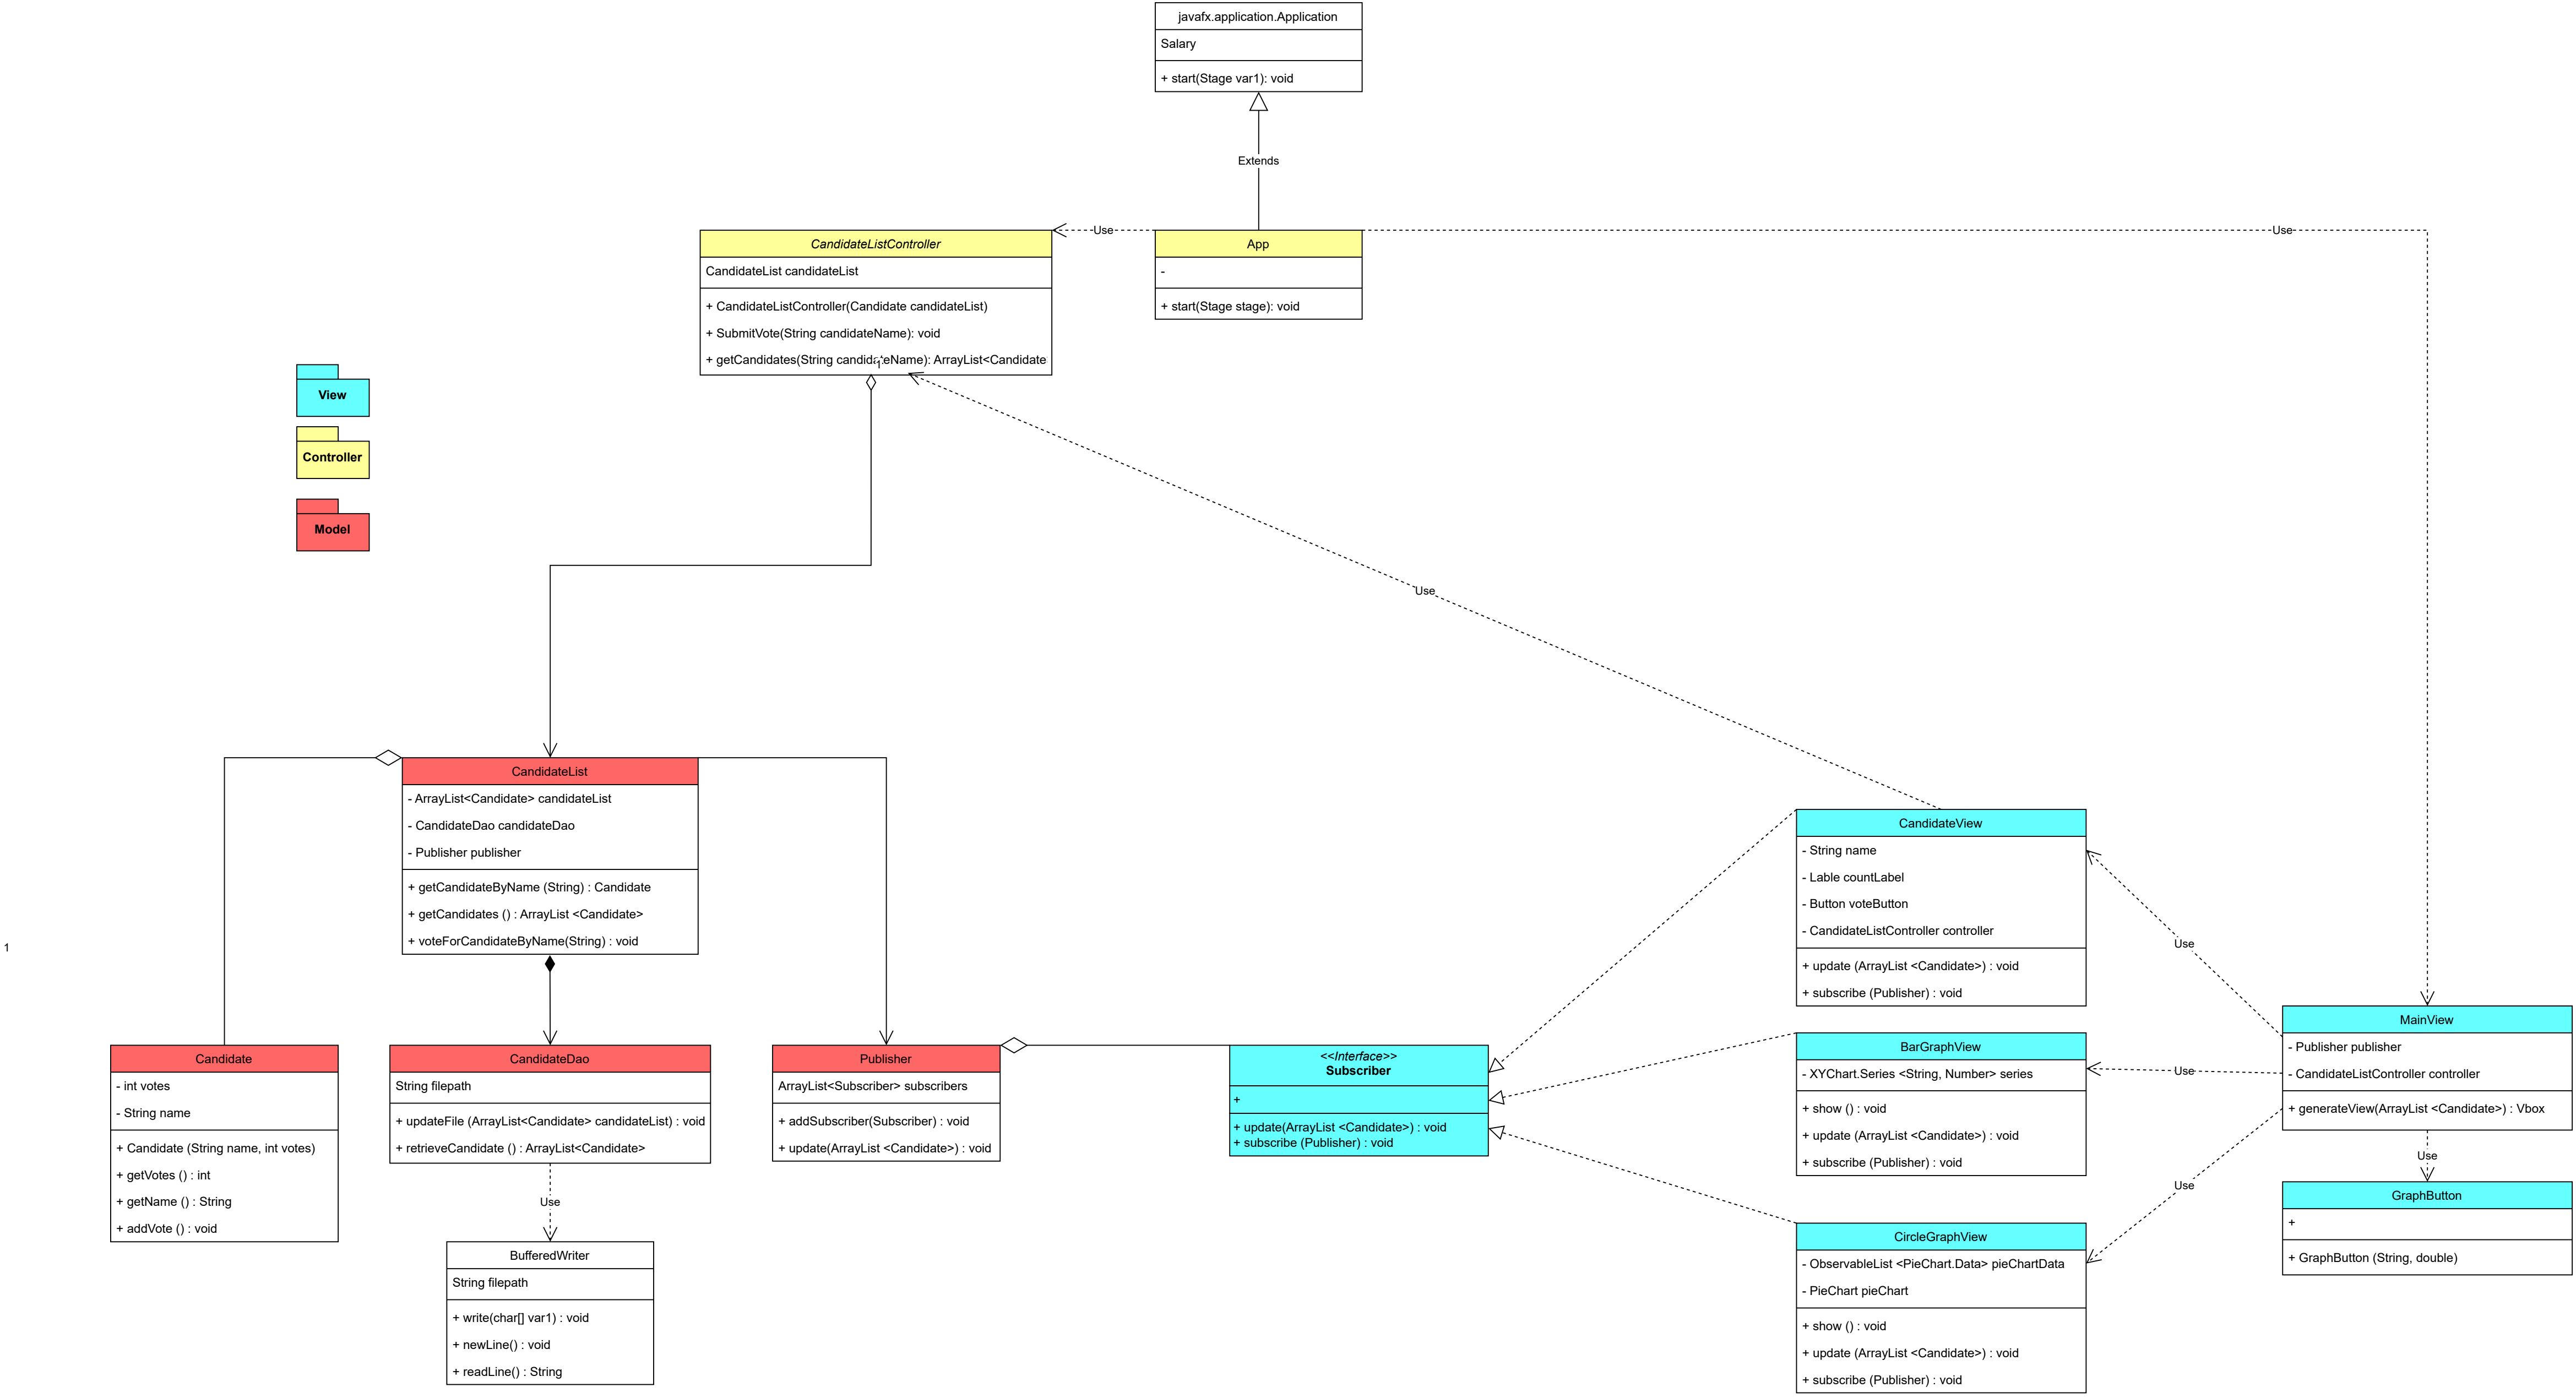 javafx.application.Application
Salary
+ start(Stage var1): void
Extends
Use
Use
CandidateListController
CandidateList candidateList
+ CandidateListController(Candidate candidateList)
+ SubmitVote(String candidateName): void
+ getCandidates(String candidateName): ArrayList<Candidate
1
App
-
+ start(Stage stage): void
View
Controller
Model
Use
CandidateList
- ArrayList<Candidate> candidateList
- CandidateDao candidateDao
- Publisher publisher
+ getCandidateByName (String) : Candidate
+ getCandidates () : ArrayList <Candidate>
+ voteForCandidateByName(String) : void
1
CandidateView
- String name
- Lable countLabel
- Button voteButton
- CandidateListController controller
+ update (ArrayList <Candidate>) : void
+ subscribe (Publisher) : void
Use
Use
Use
MainView
- Publisher publisher
- CandidateListController controller
+ generateView(ArrayList <Candidate>) : Vbox
Use
Candidate
- int votes
- String name
+ Candidate (String name, int votes)
+ getVotes () : int
+ getName () : String
+ addVote () : void
CandidateDao
String filepath
+ updateFile (ArrayList<Candidate> candidateList) : void
+ retrieveCandidate () : ArrayList<Candidate>
Use
Publisher
ArrayList<Subscriber> subscribers
+ addSubscriber(Subscriber) : void
+ update(ArrayList <Candidate>) : void
<<Interface>>
Subscriber
+
+ update(ArrayList <Candidate>) : void
+ subscribe (Publisher) : void
BarGraphView
- XYChart.Series <String, Number> series
+ show () : void
+ update (ArrayList <Candidate>) : void
+ subscribe (Publisher) : void
GraphButton
+
+ GraphButton (String, double)
BufferedWriter
String filepath
+ write(char[] var1) : void
+ newLine() : void
+ readLine() : String
CircleGraphView
- ObservableList <PieChart.Data> pieChartData
- PieChart pieChart
+ show () : void
+ update (ArrayList <Candidate>) : void
+ subscribe (Publisher) : void